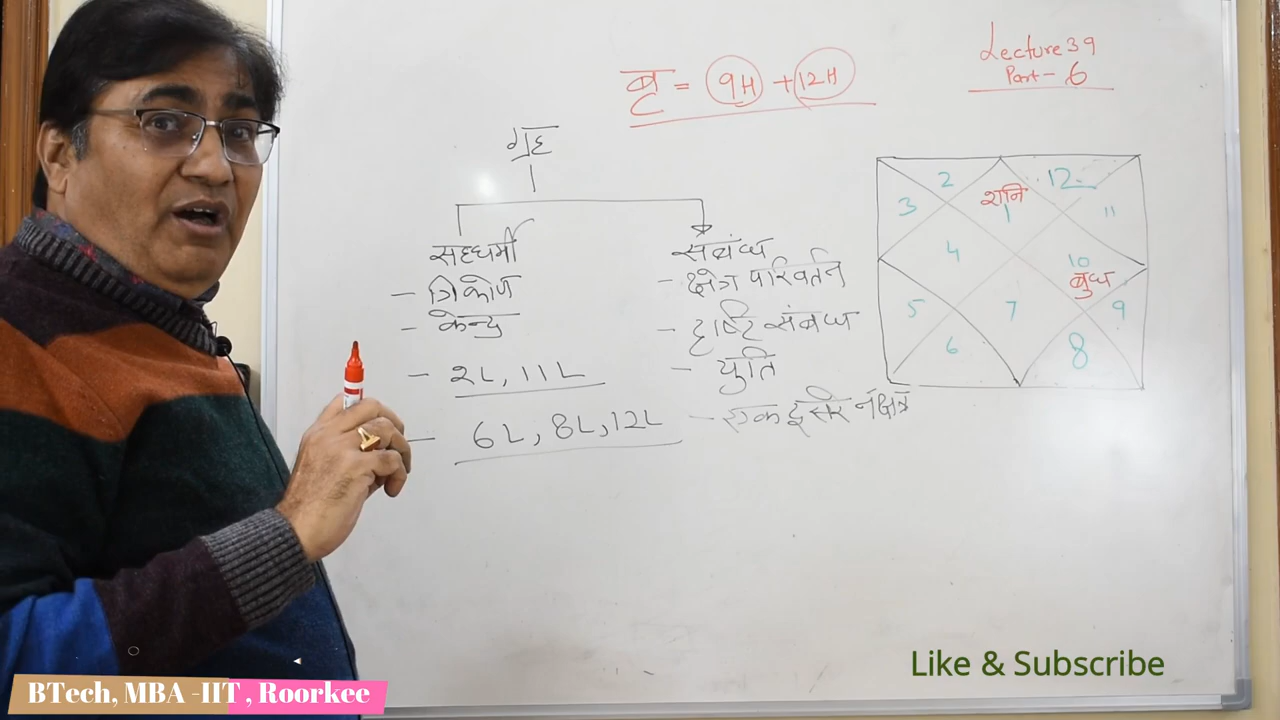 Lecture 39
Part - 6
बृ = 9H + 12H
ग्रह
सहधर्मी
- त्रिकोण
- केन्द्र
- 2L, 11L
- 6L, 8L, 12L
संबंध
- क्षेत्र परिवर्तन
- दृष्टि संबंध
- युति
- एक दूसरे नक्षत्र
2
शनि
12
3
1
11
4
10
बुध
5
7
9
6
8
Like & Subscribe
BTech, MBA -IIT , Roorkee